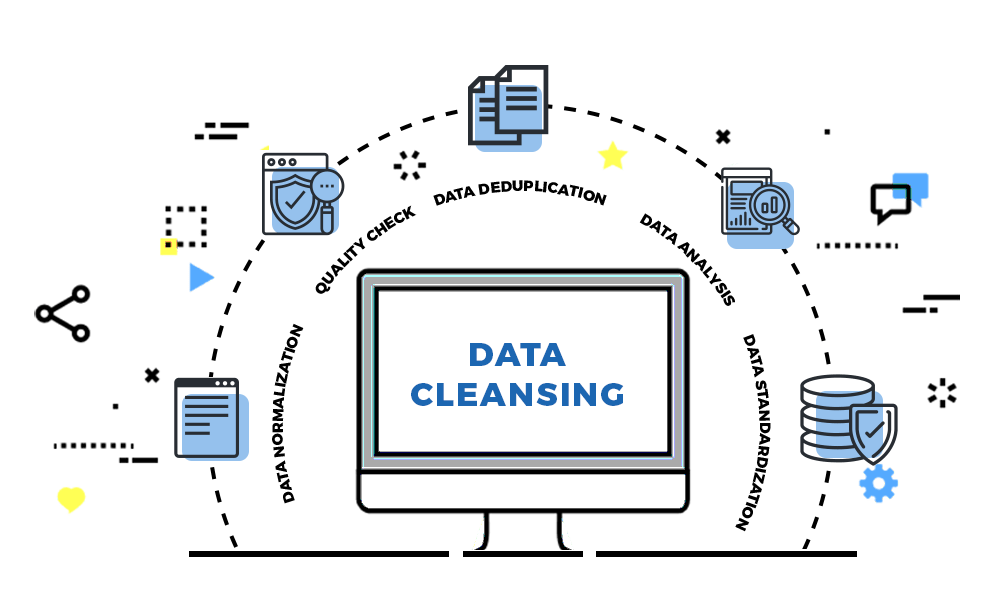 DATA DEDUPLICATION
QUALITY CHECK
DATA ANALYSIS
DATA NORMALIZATION
DATA STANDARDIZATION
DATA
CLEANSING